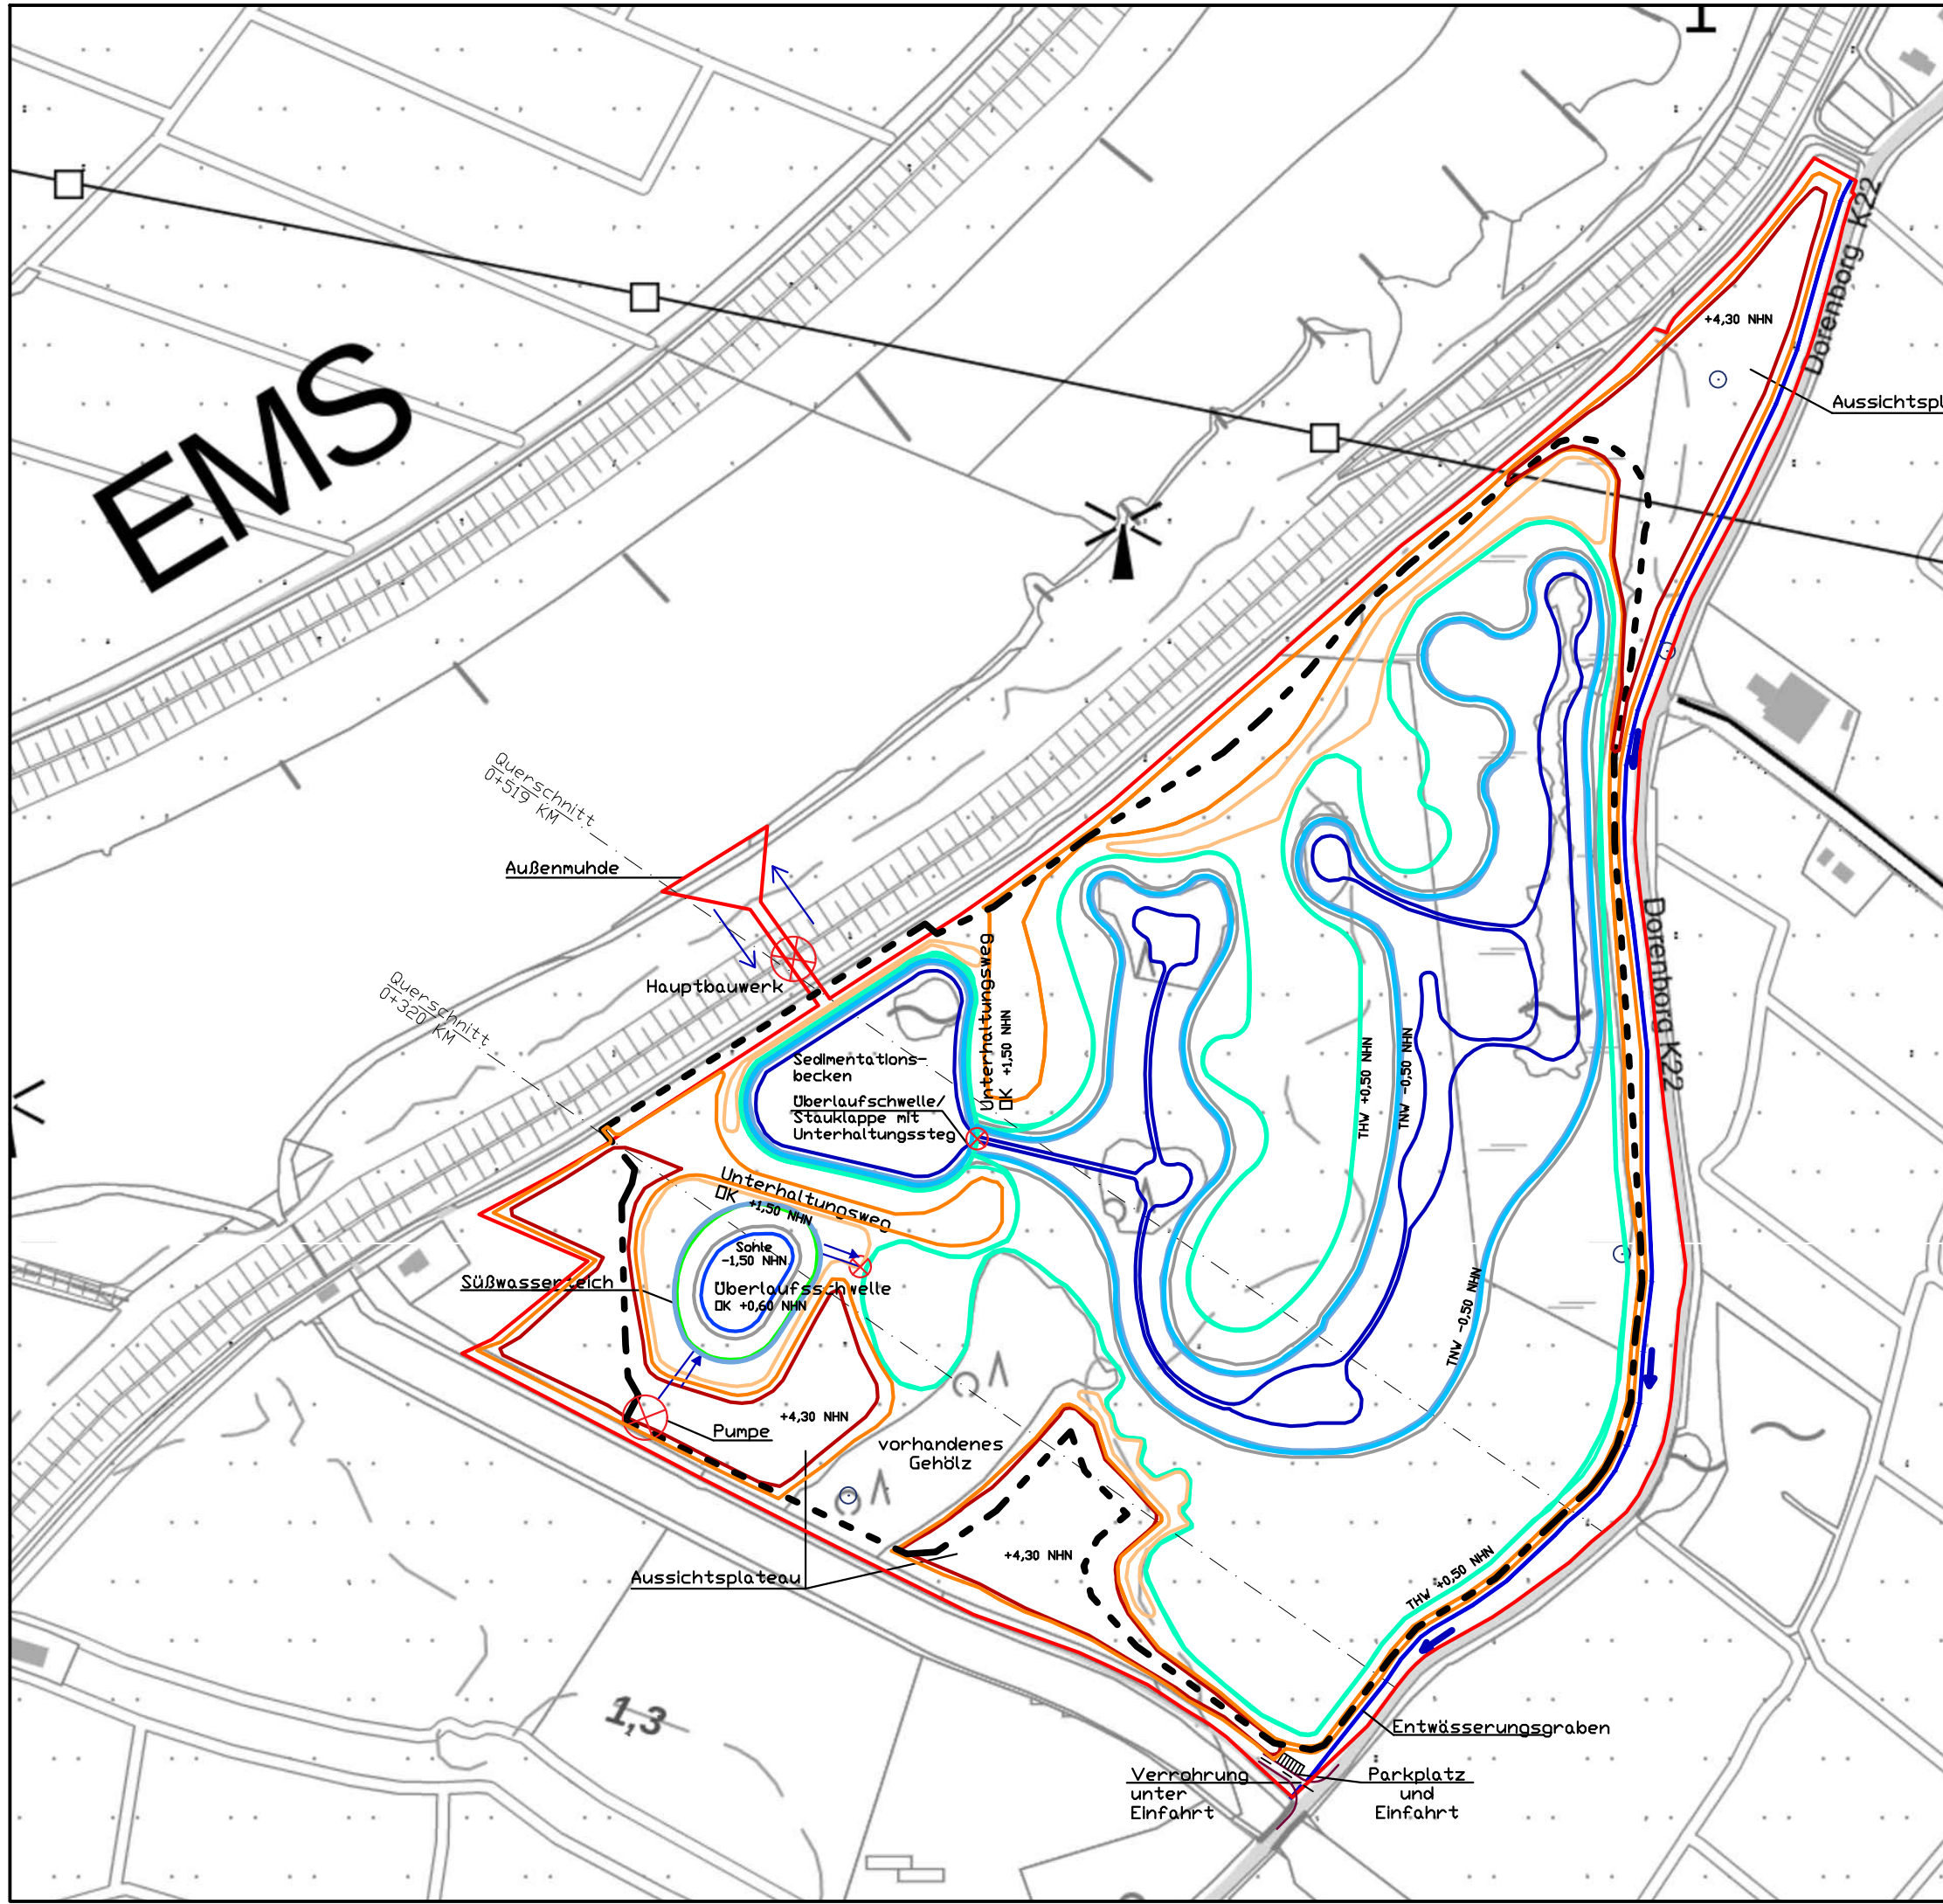 EMS
Dorenborg K22
+4,30 NHN
Querschnitt
0+519 KM
Außenmuhde
Hauptbauwerk
Querschnitt
0+320 KM
Unterhaltungsweg
OK +1,50 NHN
Dorenborg K22
Sedimentations-
becken
Überlaufschwelle/
Stauklappe mit
Unterhaltungssteg
THW +0,50 NHN
TNW -0,50 NHN
Unterhaltungsweg
OK +1,50 NHN
Sohle
-1,50 NHN
Süßwasserteich
Überlaufsschwelle
OK +0,60 NHN
TNW -0,50 NHN
+4,30 NHN
Pumpe
vorhandenes
Gehölz
+4,30 NHN
Aussichtsplateau
THW +0,50 NHN
1,3
Entwässerungsgraben
Verrohrung
unter
Einfahrt
Parkplatz
und
Einfahrt